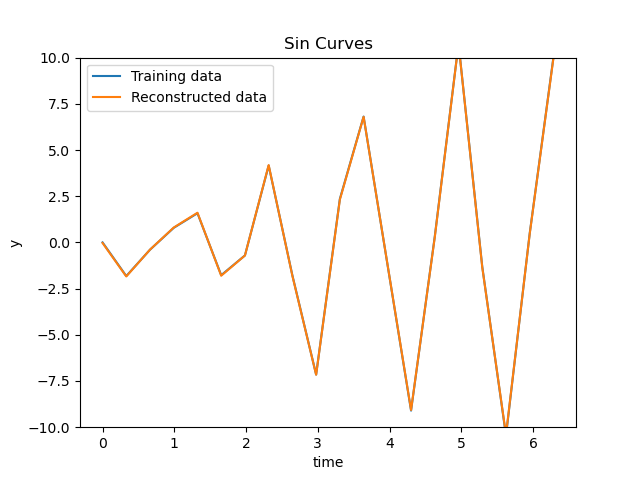 Sin Curves
Training data
Reconstructed data
10.0
7.5
5.0
2.5
0.0
−2.5
−5.0
−7.5
−10.0
y
0 1 2 3 4 5 6
time